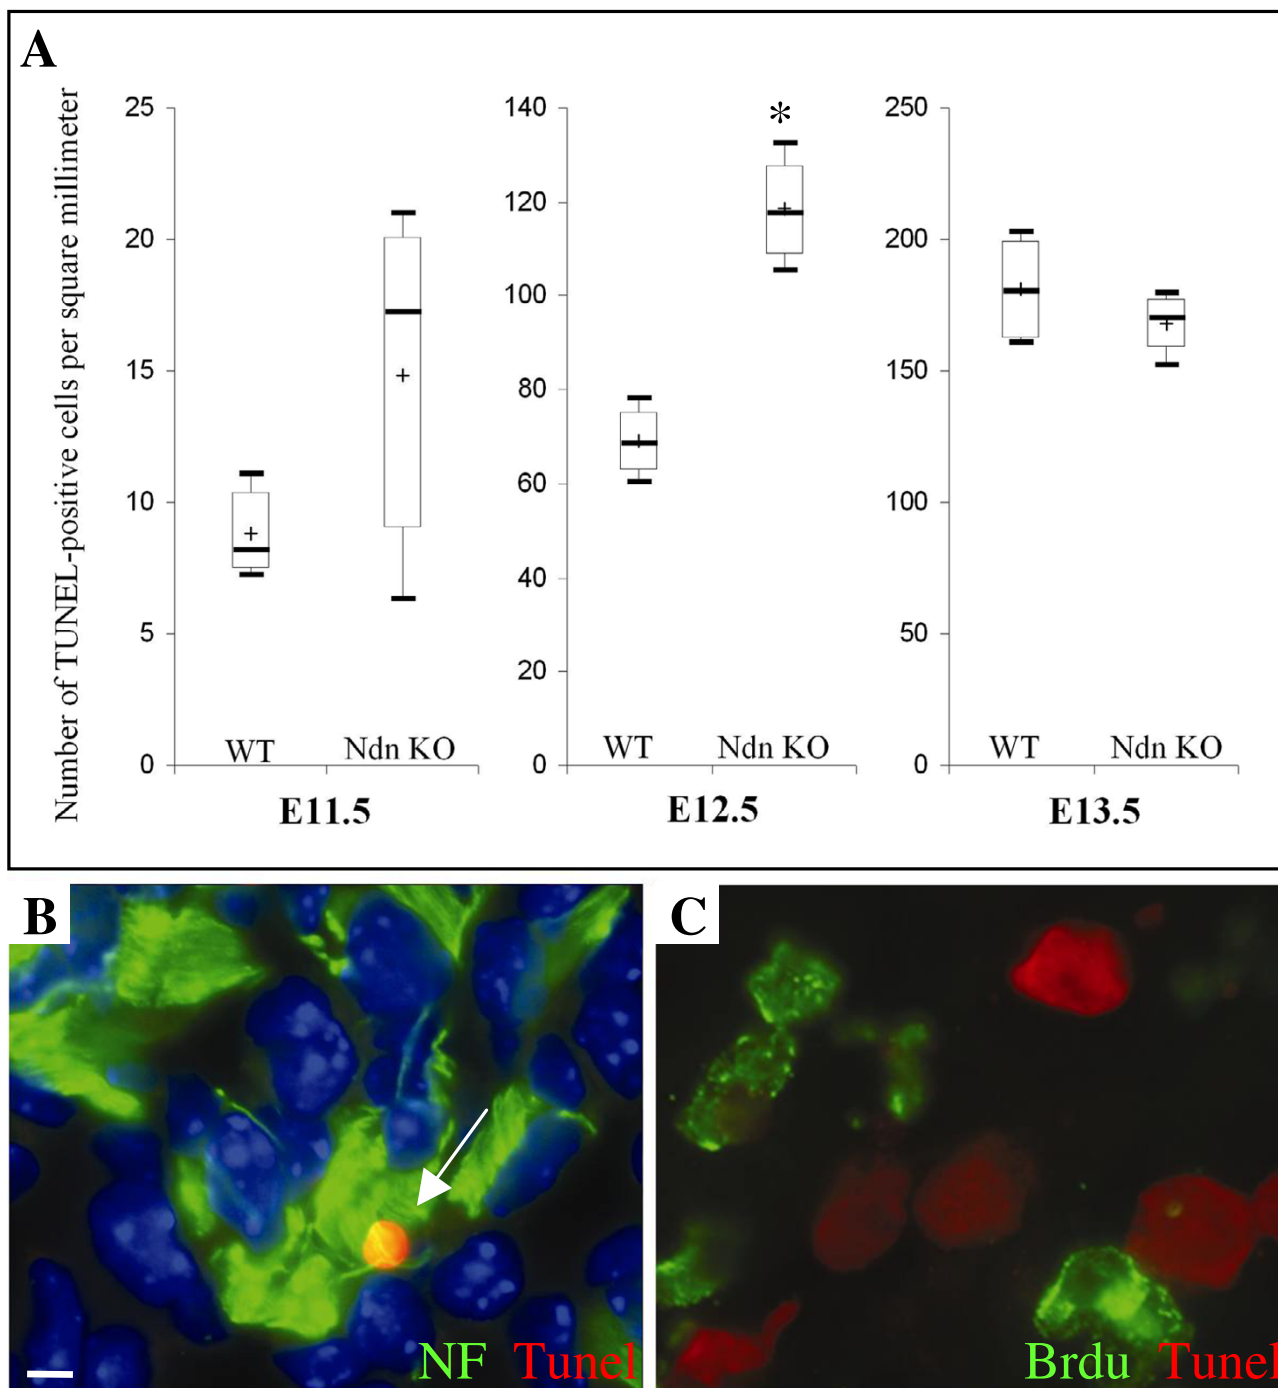 A
Number of TUNEL-positive cells per square millimeter
25
20
15
10
5
0
WT
Ndn KO
E11.5
140
120
100
80
60
40
20
0
*
WT
Ndn KO
E12.5
250
200
150
100
50
0
WT
Ndn KO
E13.5
B
NF Tunel
C
Brdu Tunel